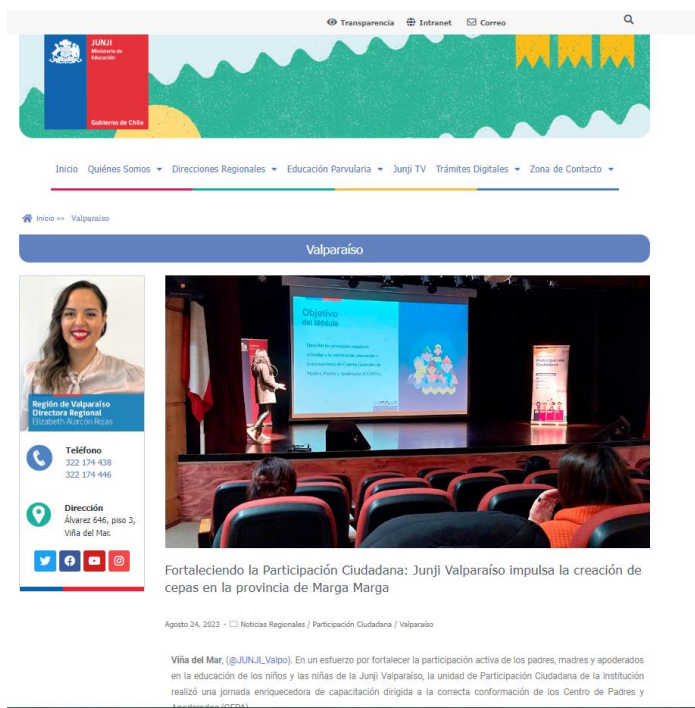 Transparencia Intranet Correo
JUNJI
Ministerio de
Educación
Gobierno de Chile
Inicio Quiénes Somos Direcciones Regionales Educación Parvularia Junji TV Trámites Digitales Zona de Contacto
Inicio >> Valparaíso
Valparaíso
Región de Valparaíso
Directora Regional
Elizabeth Alarcón Rojas
Teléfono
322 174 438
322 174 446
Dirección
Álvarez 646, piso 3,
Viña del Mar.
Objetivo
del Módulo
Participación
Ciudadana
Fortaleciendo la Participación Ciudadana: Junji Valparaíso impulsa la creación de
cepas en la provincia de Marga Marga
Agosto 24, 2023 - Noticias Regionales / Participación Ciudadana / Valparaíso
Viña del Mar, (@JUNJI_Valpo). En un esfuerzo por fortalecer la participación activa de los padres, madres y apoderados
en la educación de los niños y las niñas de la Junji Valparaíso, la unidad de Participación Ciudadana de la institución
realizó una jornada enriquecedora de capacitación dirigida a la correcta conformación de los Centro de Padres y
Apoderados (CEPA)